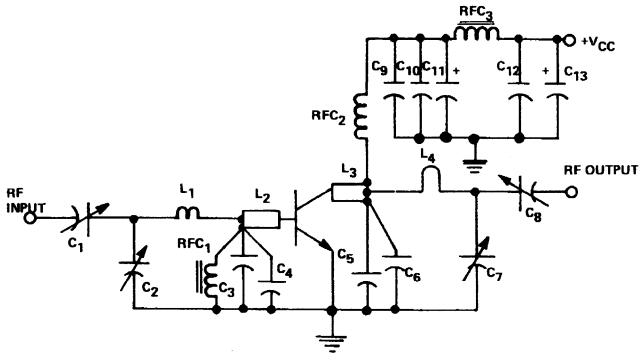 RFC3
+VCC
C9
C10
C11
+
C12
+
C13
RFC2
L3
L4
RF
INPUT
L1
L2
RF OUTPUT
C1
RFC1
C5
C8
C2
C3
C4
C6
C7